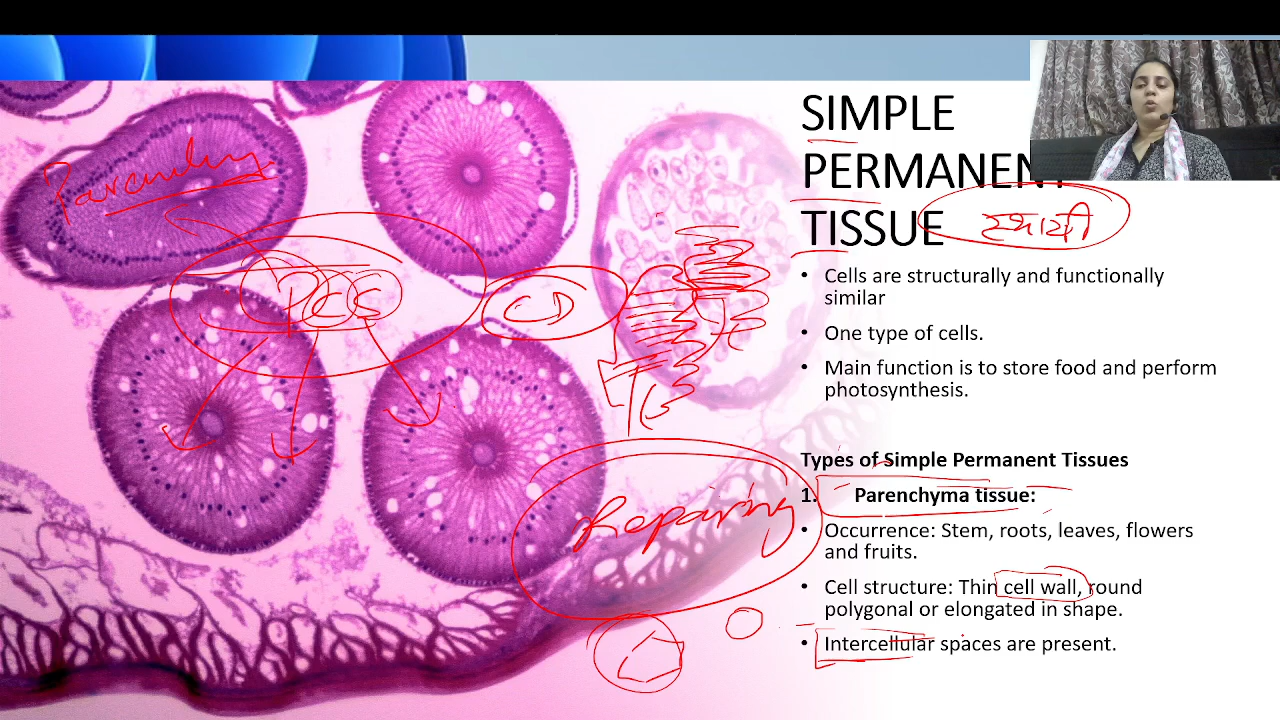 SIMPLE
PERMANENT
TISSUE स्थायी
• Cells are structurally and functionally
similar
• One type of cells.
• Main function is to store food and perform
photosynthesis.
Types of Simple Permanent Tissues
1. Parenchyma tissue:
• Occurrence: Stem, roots, leaves, flowers
and fruits.
• Cell structure: Thin cell wall, round
polygonal or elongated in shape.
• Intercellular spaces are present.
PCS
CD
Repairing